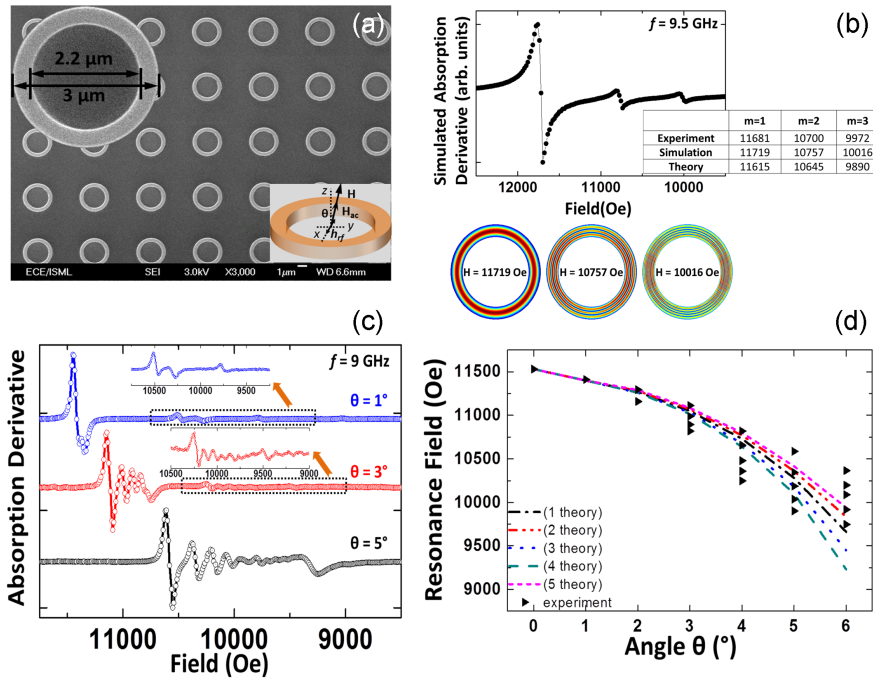 (a)
2.2 μm
3 μm
z
H
θ
H_ac
y
x
h_rf
ECE/ISML SEI 3.0kV X3,000 1μm WD 6.6mm
(b)
f = 9.5 GHz
Simulated Absorption
Derivative (arb. units)
m=1 m=2 m=3
Experiment 11681 10700 9972
Simulation 11719 10757 10016
Theory 11615 10645 9890
12000 11000 10000
Field(Oe)
H = 11719 Oe H = 10757 Oe H = 10016 Oe
(c)
f = 9 GHz
Absorption Derivative
10500 10000 9500
θ = 1°
10500 10000 9500 9000
θ = 3°
θ = 5°
11000 10000 9000
Field (Oe)
(d)
Resonance Field
(Oe)
11500
11000
10500
10000
9500
9000
(1 theory)
(2 theory)
(3 theory)
(4 theory)
(5 theory)
experiment
0 1 2 3 4 5 6
Angle θ (°)